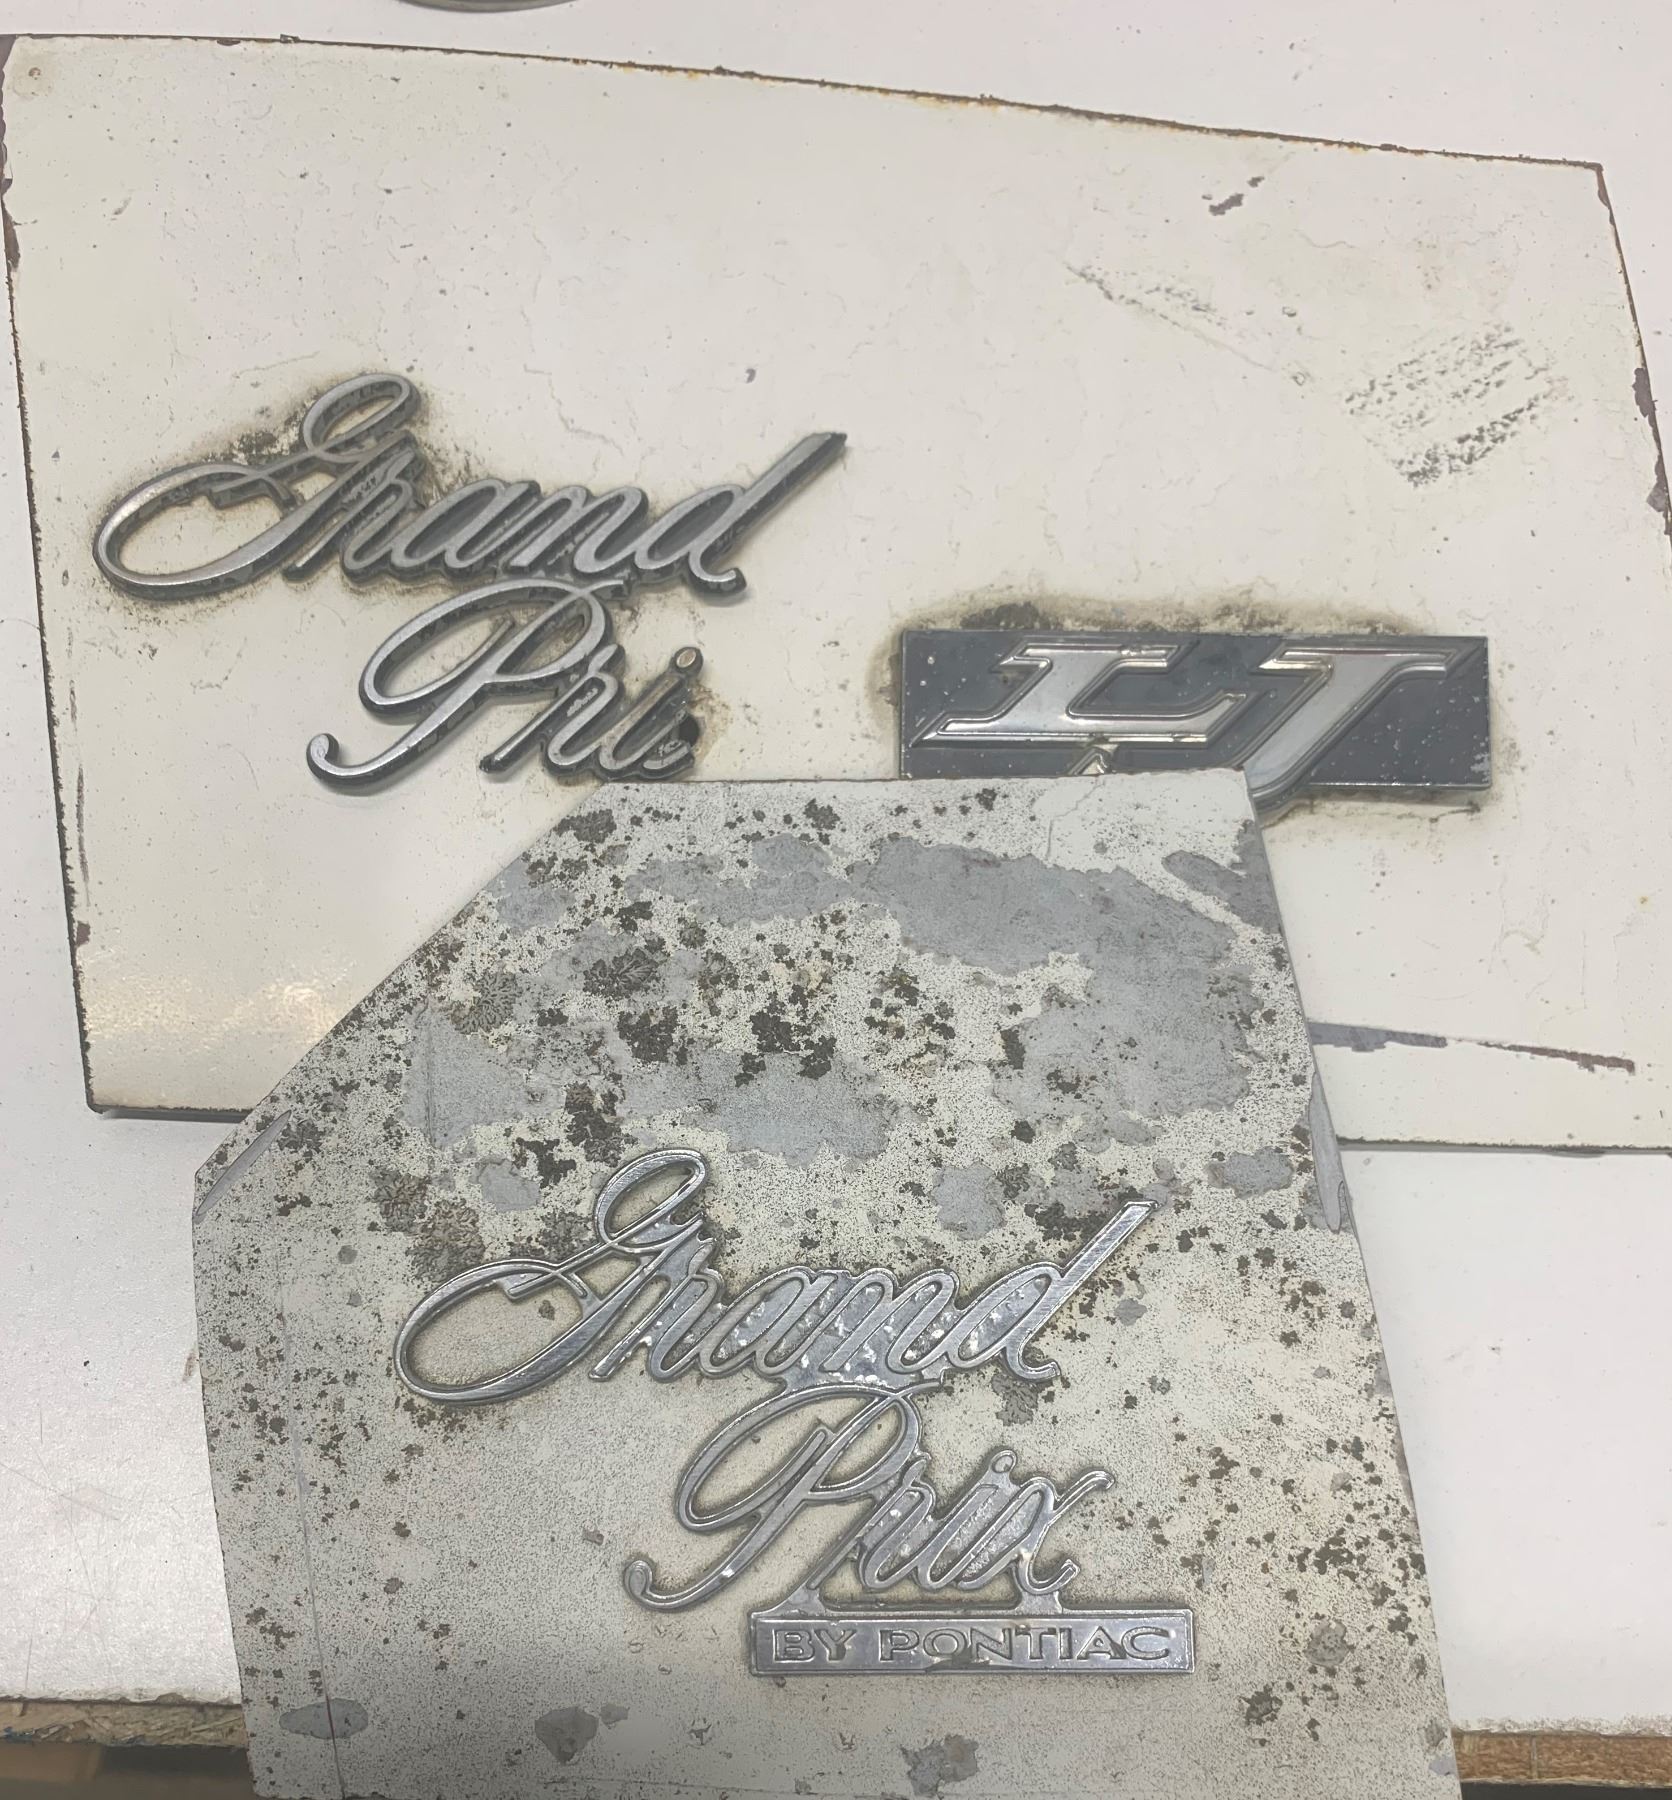 Grand
Pri
LJ
Grand
Prix
BY PONTIAC